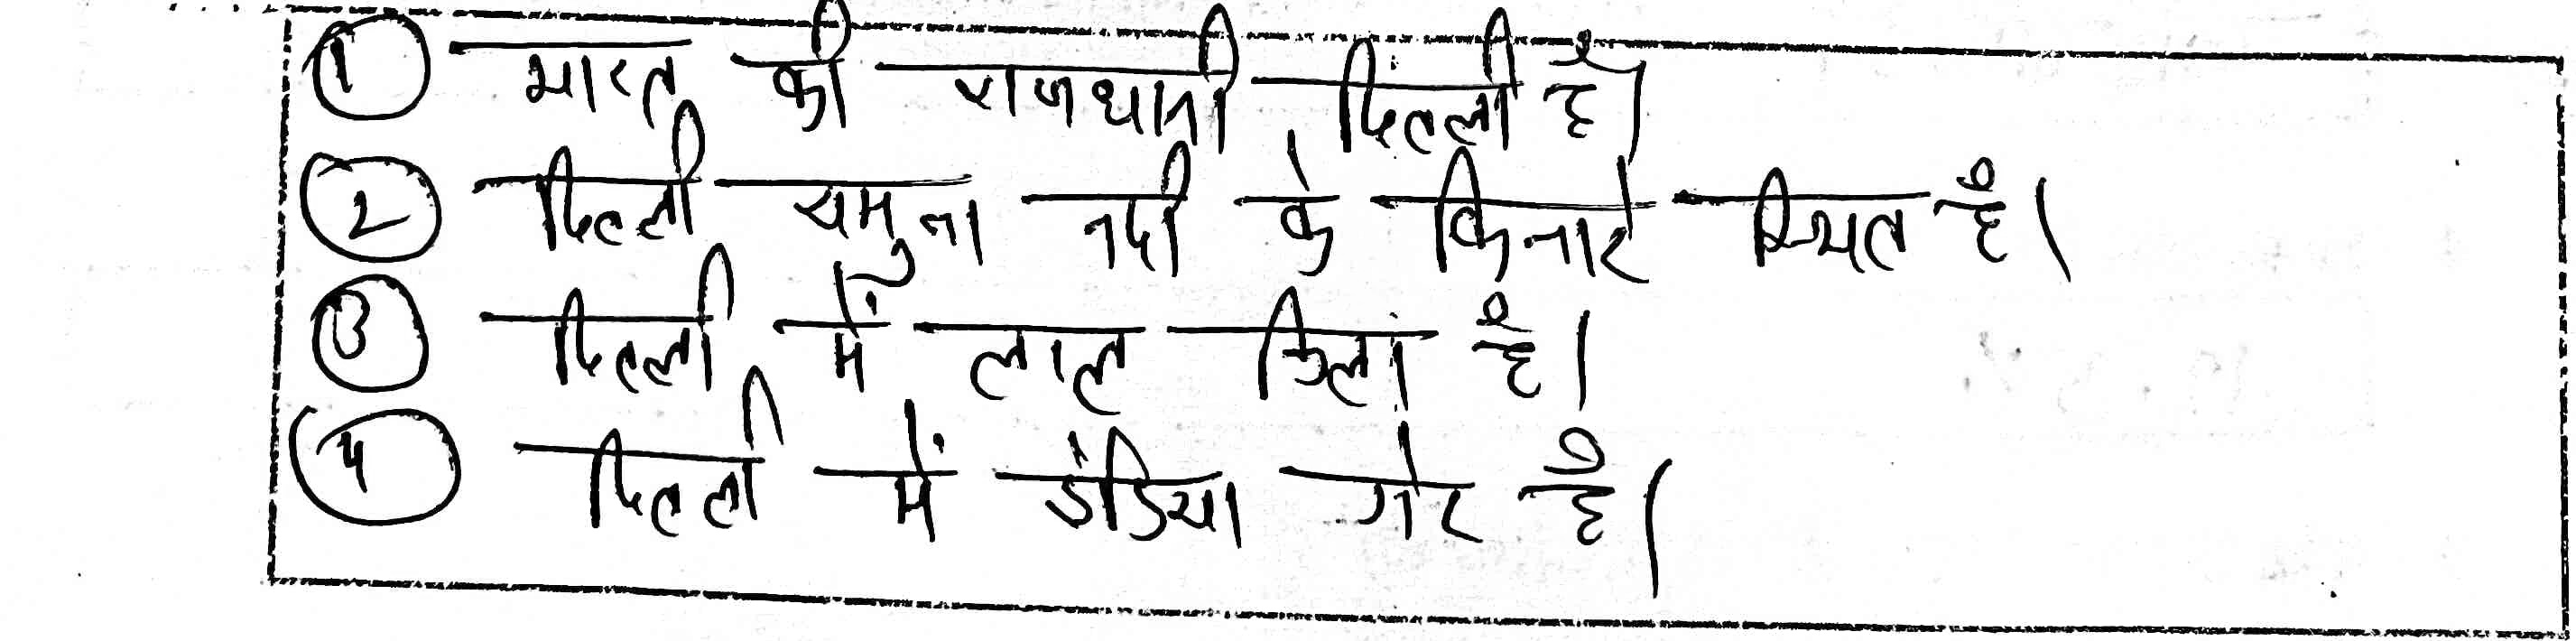 ① भारत की राजधानी दिल्ली है।
② दिल्ली यमुना नदी के किनारे स्थित है।
③ दिल्ली में लाल किला है।
④ दिल्ली में इंडिया गेट है।